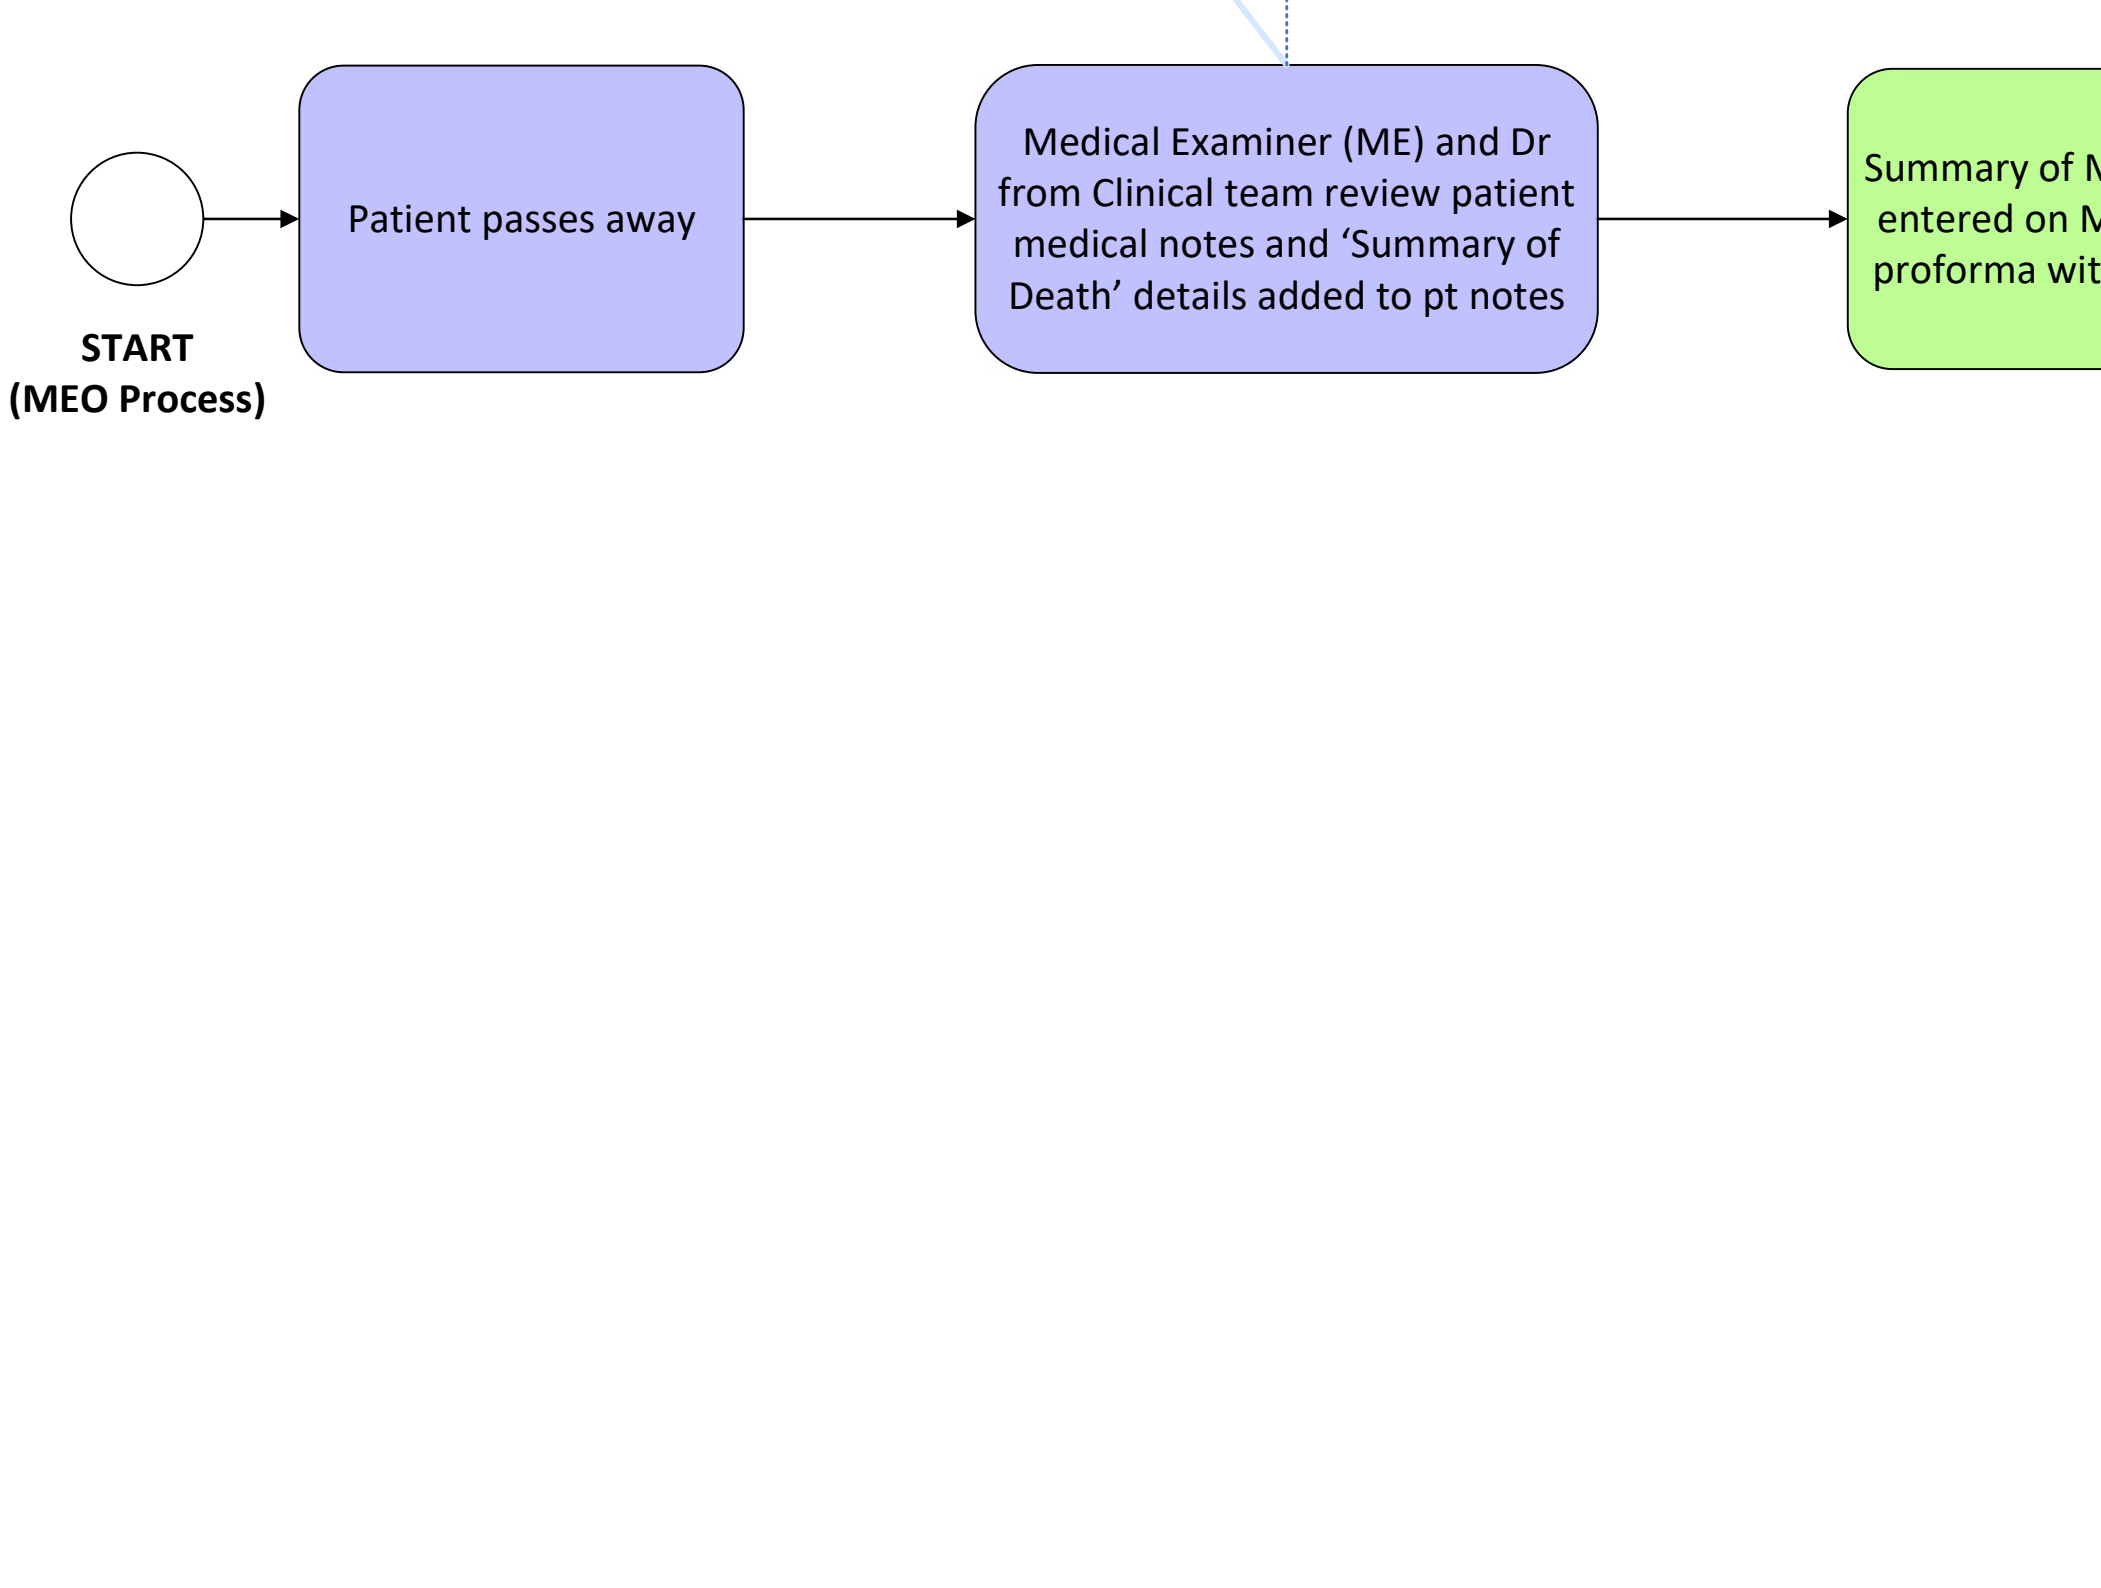 START
(MEO Process)
Patient passes away
Medical Examiner (ME) and Dr
from Clinical team review patient
medical notes and ‘Summary of
Death’ details added to pt notes
Summary of
entered on
proforma